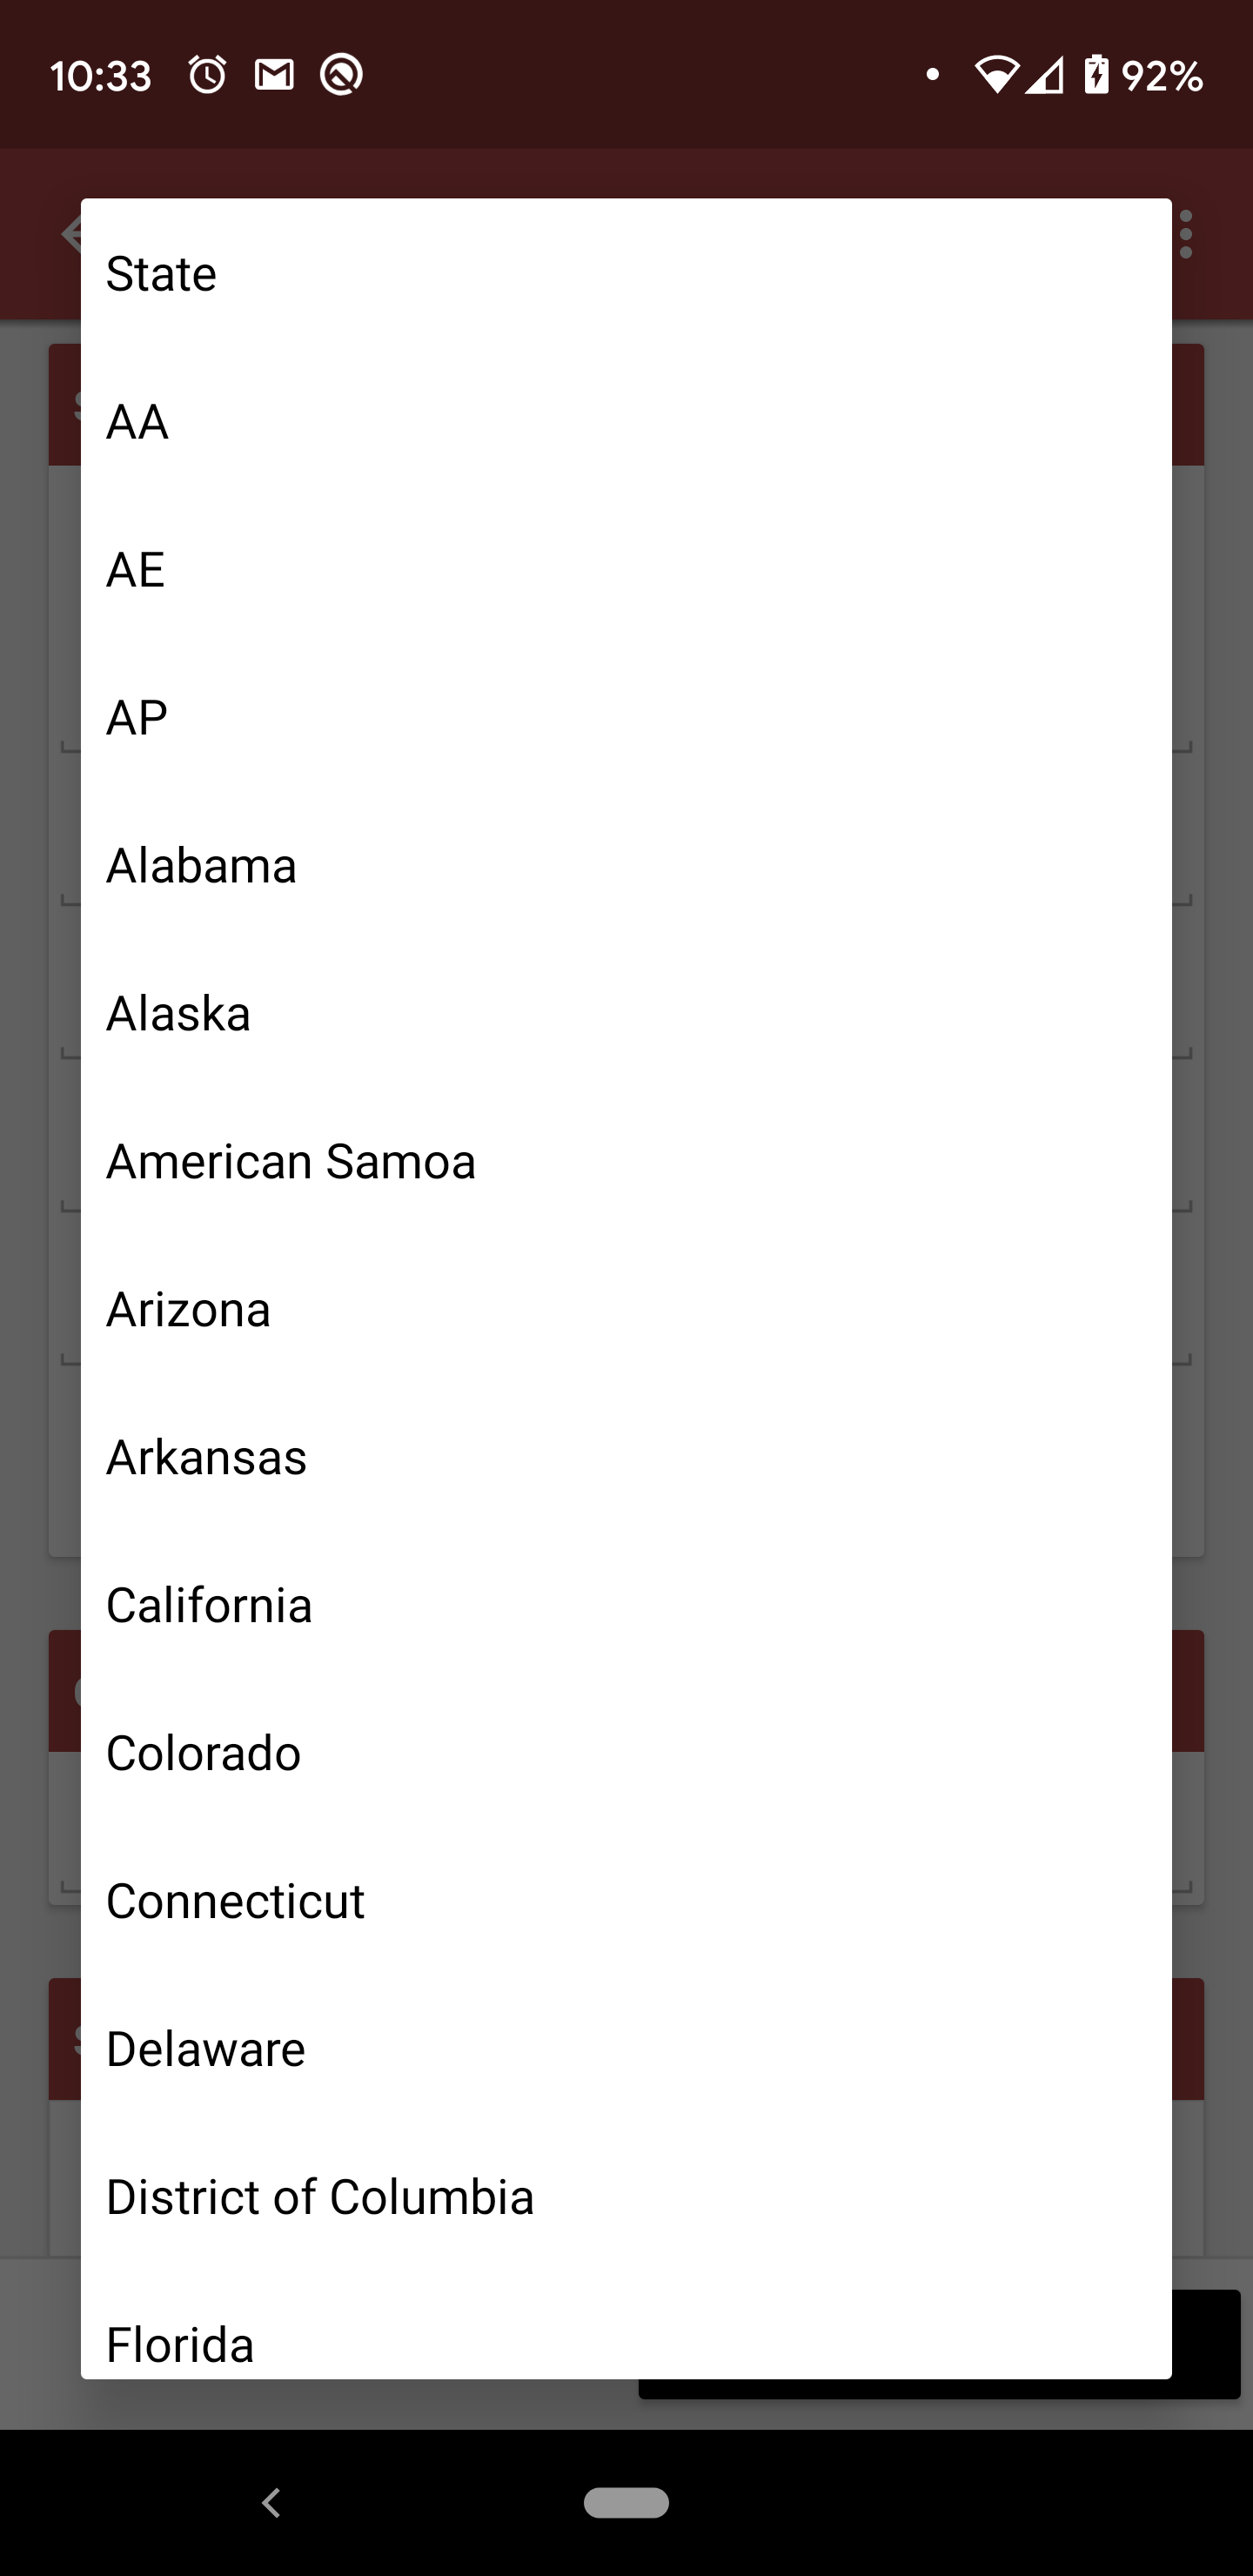 10:33
92%
State
AA
AE
AP
Alabama
Alaska
American Samoa
Arizona
Arkansas
California
Colorado
Connecticut
Delaware
District of Columbia
Florida